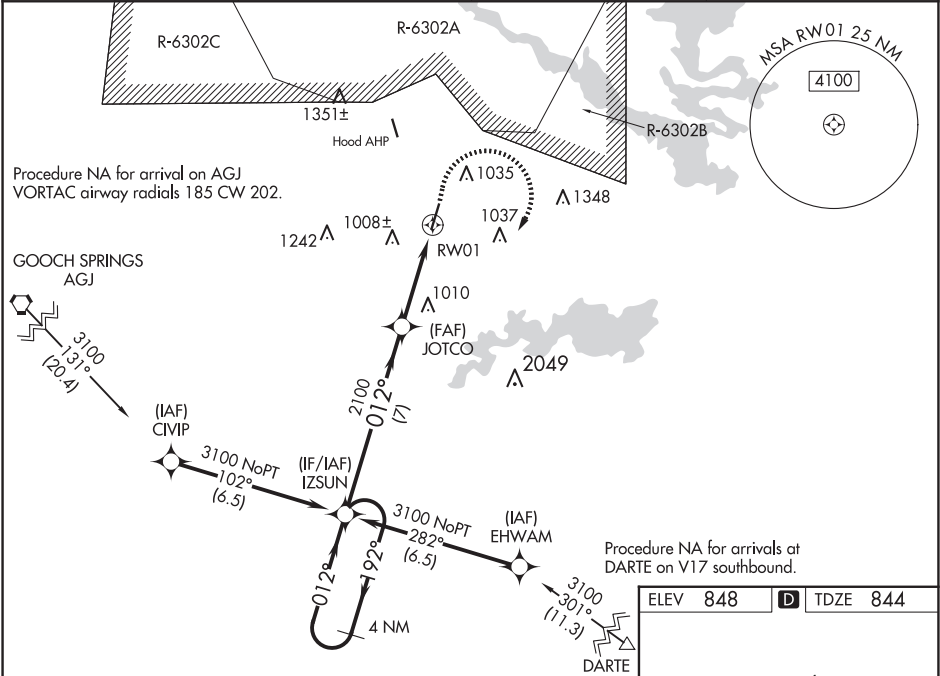 R-6302C
R-6302A
MSA RW01 25 NM
4100
1351±
Hood AHP
R-6302B
Procedure NA for arrival on AGJ
VORTAC airway radials 185 CW 202.
1035
1348
1242
1008±
1037
RW01
GOOCH SPRINGS
AGJ
1010
(FAF)
JOTCO
3100
131°
(20.4)
2049
2100
012°
(7)
(IAF)
CIVIP
3100 NoPT
102°
(6.5)
(IF/IAF)
IZSUN
3100 NoPT
282°
(6.5)
(IAF)
EHWAM
012°
192°
4 NM
Procedure NA for arrivals at
DARTE on V17 southbound.
3100
301°
(11.3)
DARTE
ELEV 848 D TDZE 844